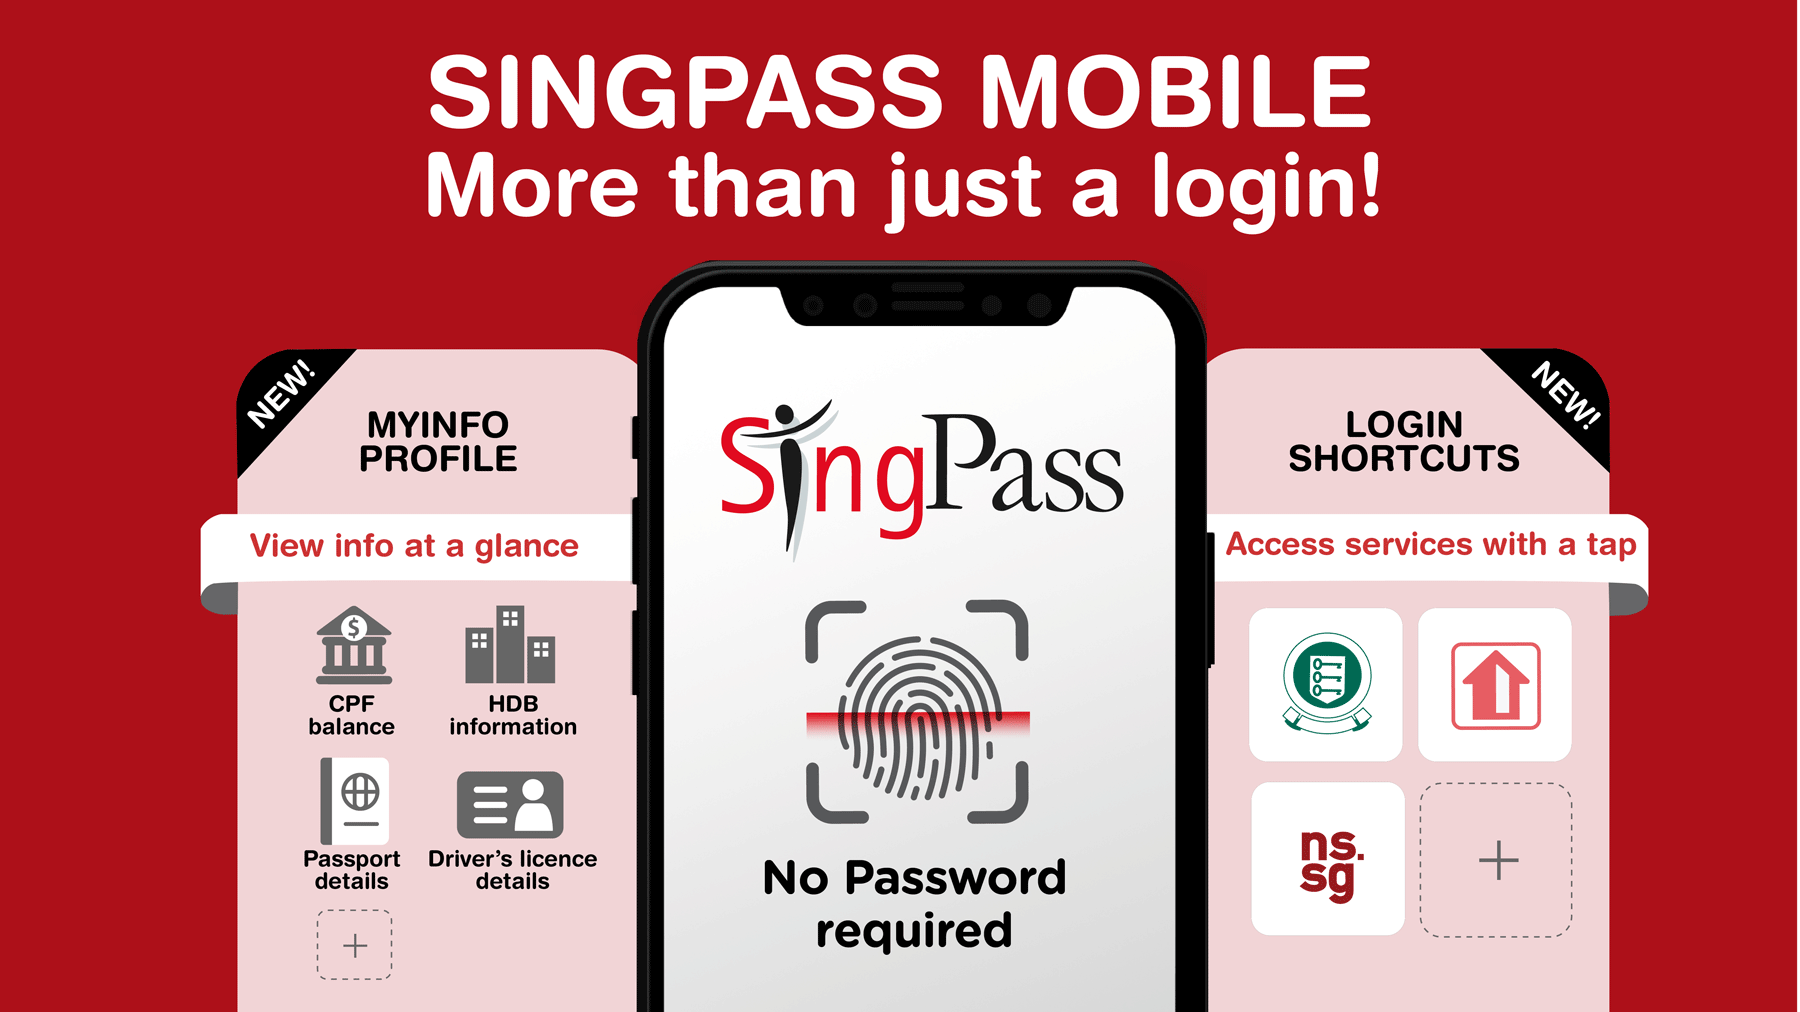 SINGPASS MOBILE
More than just a login!
NEW!
MYINFO
PROFILE
View info at a glance
$
CPF
balance
HDB
information
Passport
details
Driver's licence
details
SingPass
No Password
required
NEW!
LOGIN
SHORTCUTS
Access services with a tap
ns.
sg